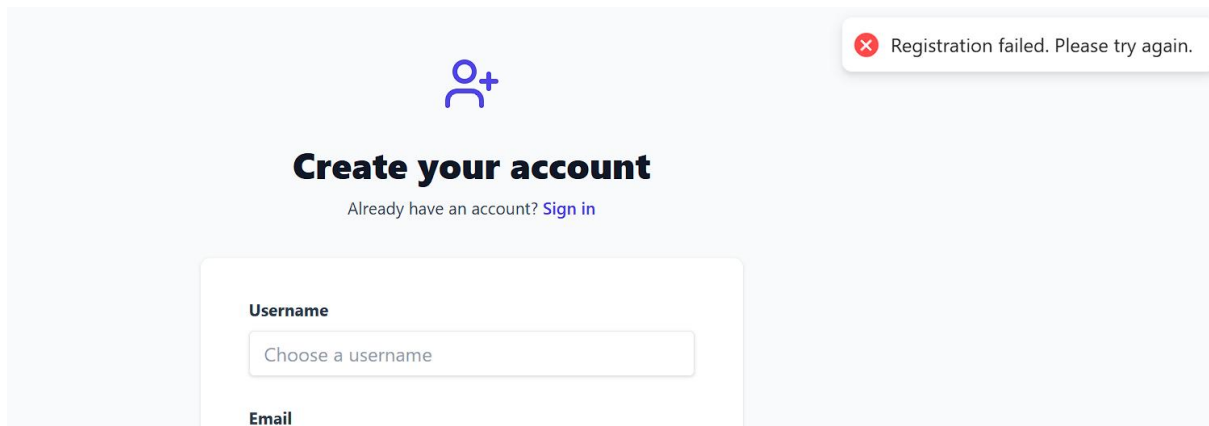 Registration failed. Please try again.
Create your account
Already have an account? Sign in
Username
Choose a username
Email